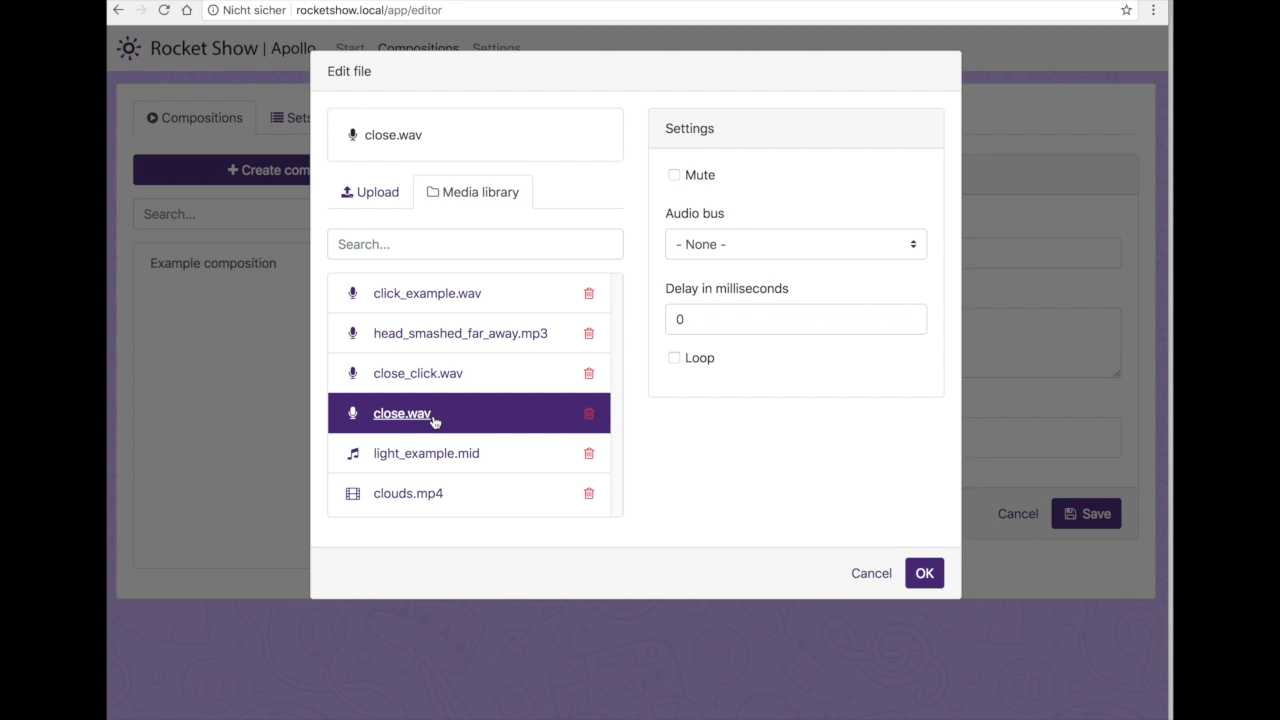 Nicht sicher rocketshow.local/app/editor
Rocket Show | Apollo Start Compositions Settings
Edit file
Compositions Sets
close.wav
Settings
Upload Media library
Mute
Create com
Audio bus
Search...
Search...
- None -
Example composition
click_example.wav
Delay in milliseconds
head_smashed_far_away.mp3
0
close_click.wav
Loop
close.wav
light_example.mid
clouds.mp4
Cancel Save
Cancel OK